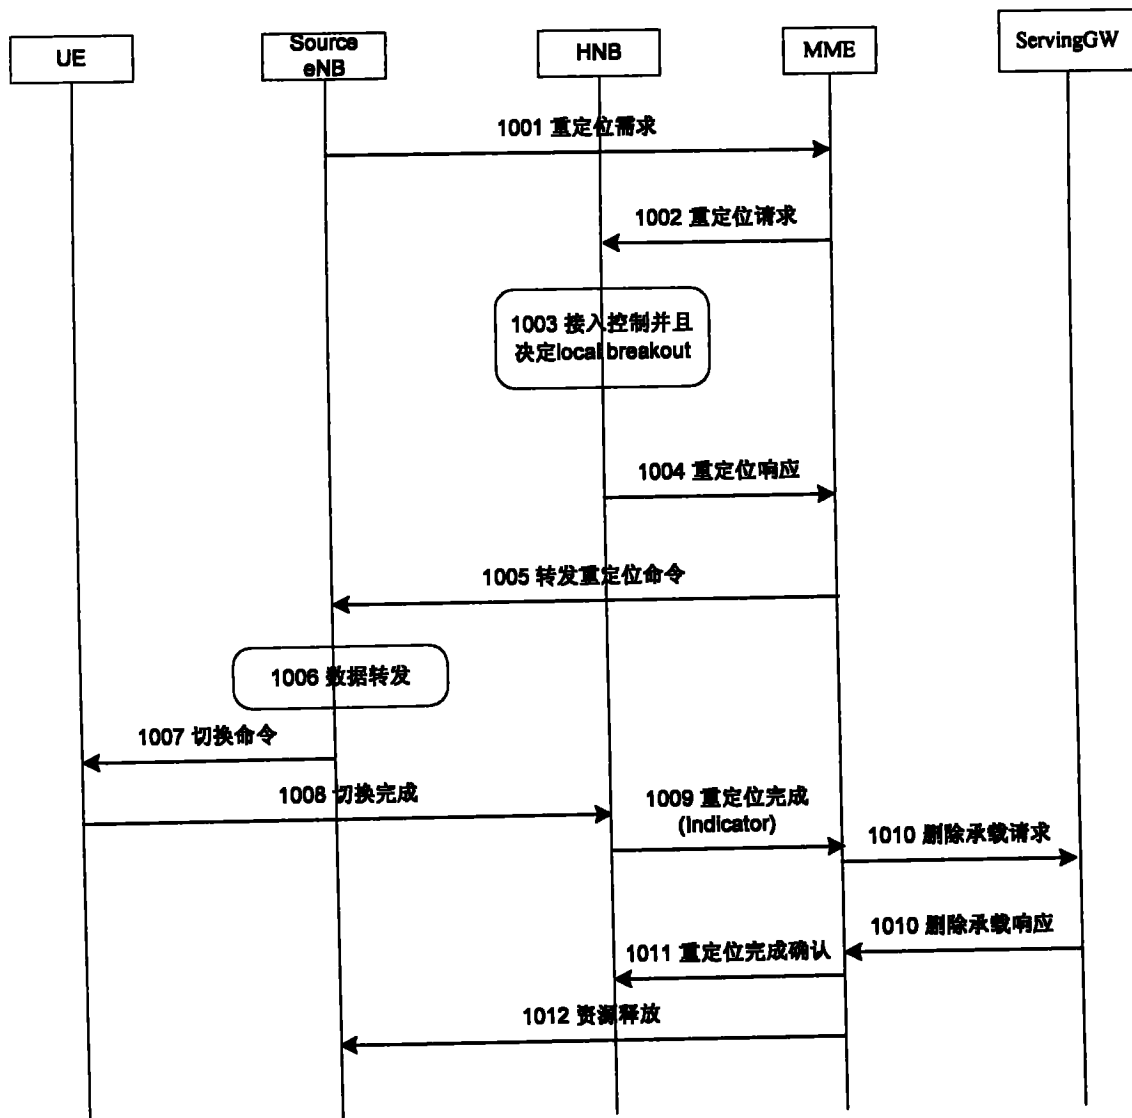 UE
Source
eNB
HNB
MME
ServingGW
1001 重定位需求
1002 重定位请求
1003 接入控制并且
决定local breakout
1004 重定位响应
1005 转发重定位命令
1006 数据转发
1007 切换命令
1008 切换完成
1009 重定位完成
(Indicator)
1010 删除承载请求
1010 删除承载响应
1011 重定位完成确认
1012 资源释放